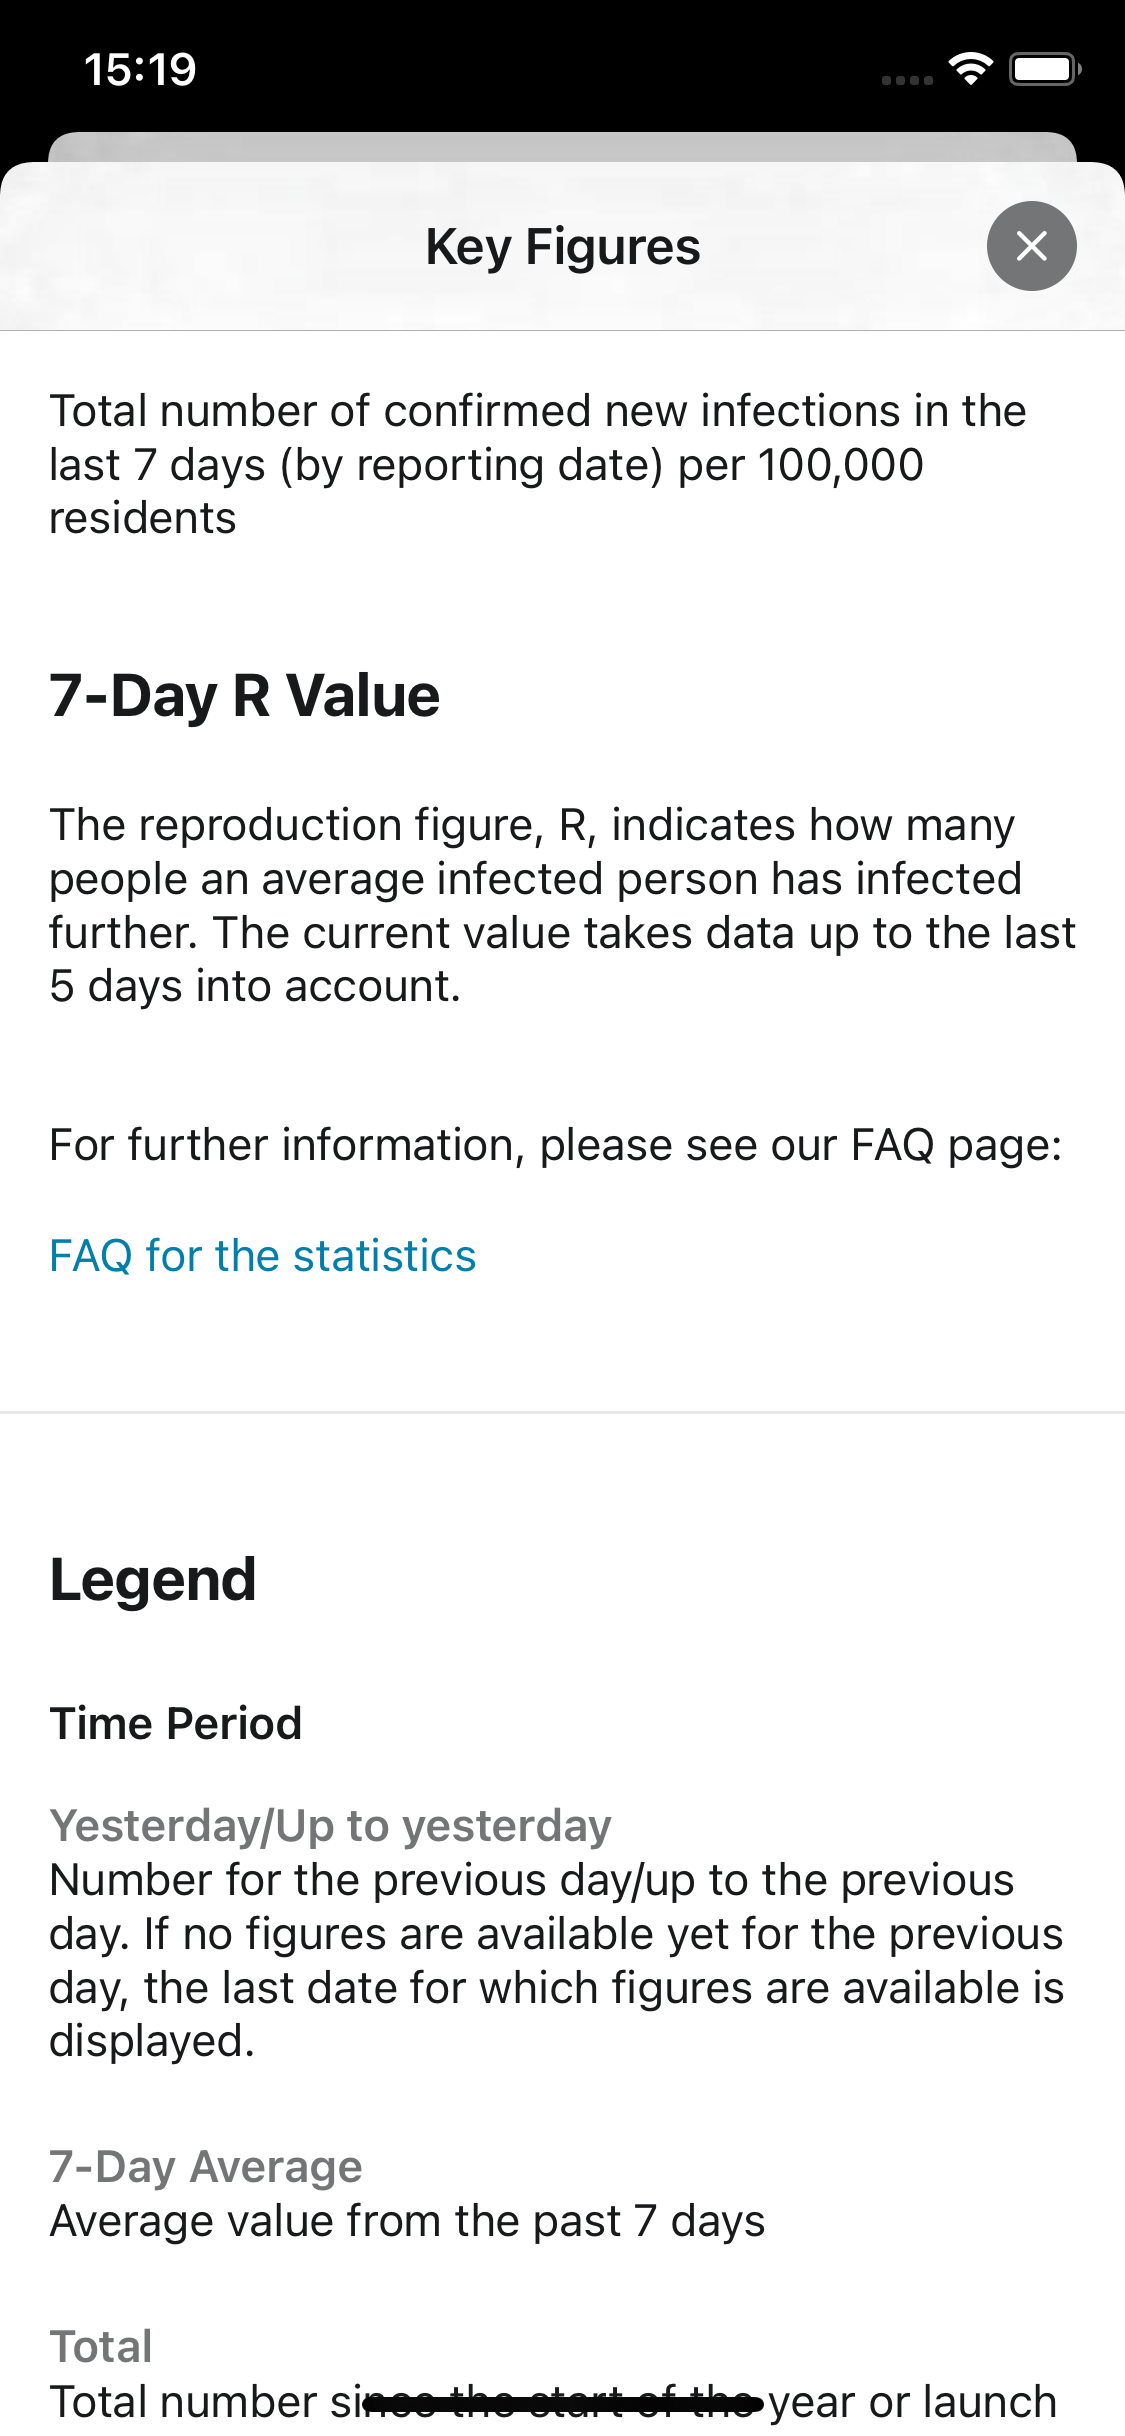 15:19
Key Figures
Total number of confirmed new infections in the
last 7 days (by reporting date) per 100,000
residents
7-Day R Value
The reproduction figure, R, indicates how many
people an average infected person has infected
further. The current value takes data up to the last
5 days into account.
For further information, please see our FAQ page:
FAQ for the statistics
Legend
Time Period
Yesterday/Up to yesterday
Number for the previous day/up to the previous
day. If no figures are available yet for the previous
day, the last date for which figures are available is
displayed.
7-Day Average
Average value from the past 7 days
Total
Total number since the start of the year or launch